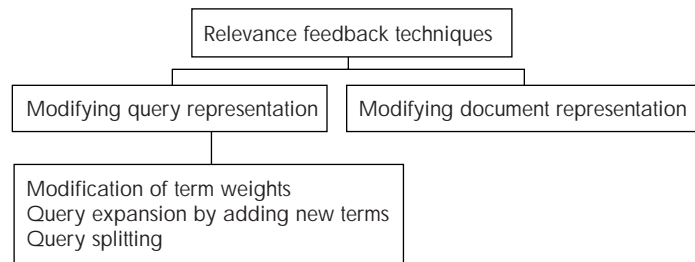 Relevance feedback techniques
Modifying query representation
Modifying document representation
Modification of term weights
Query expansion by adding new terms
Query splitting